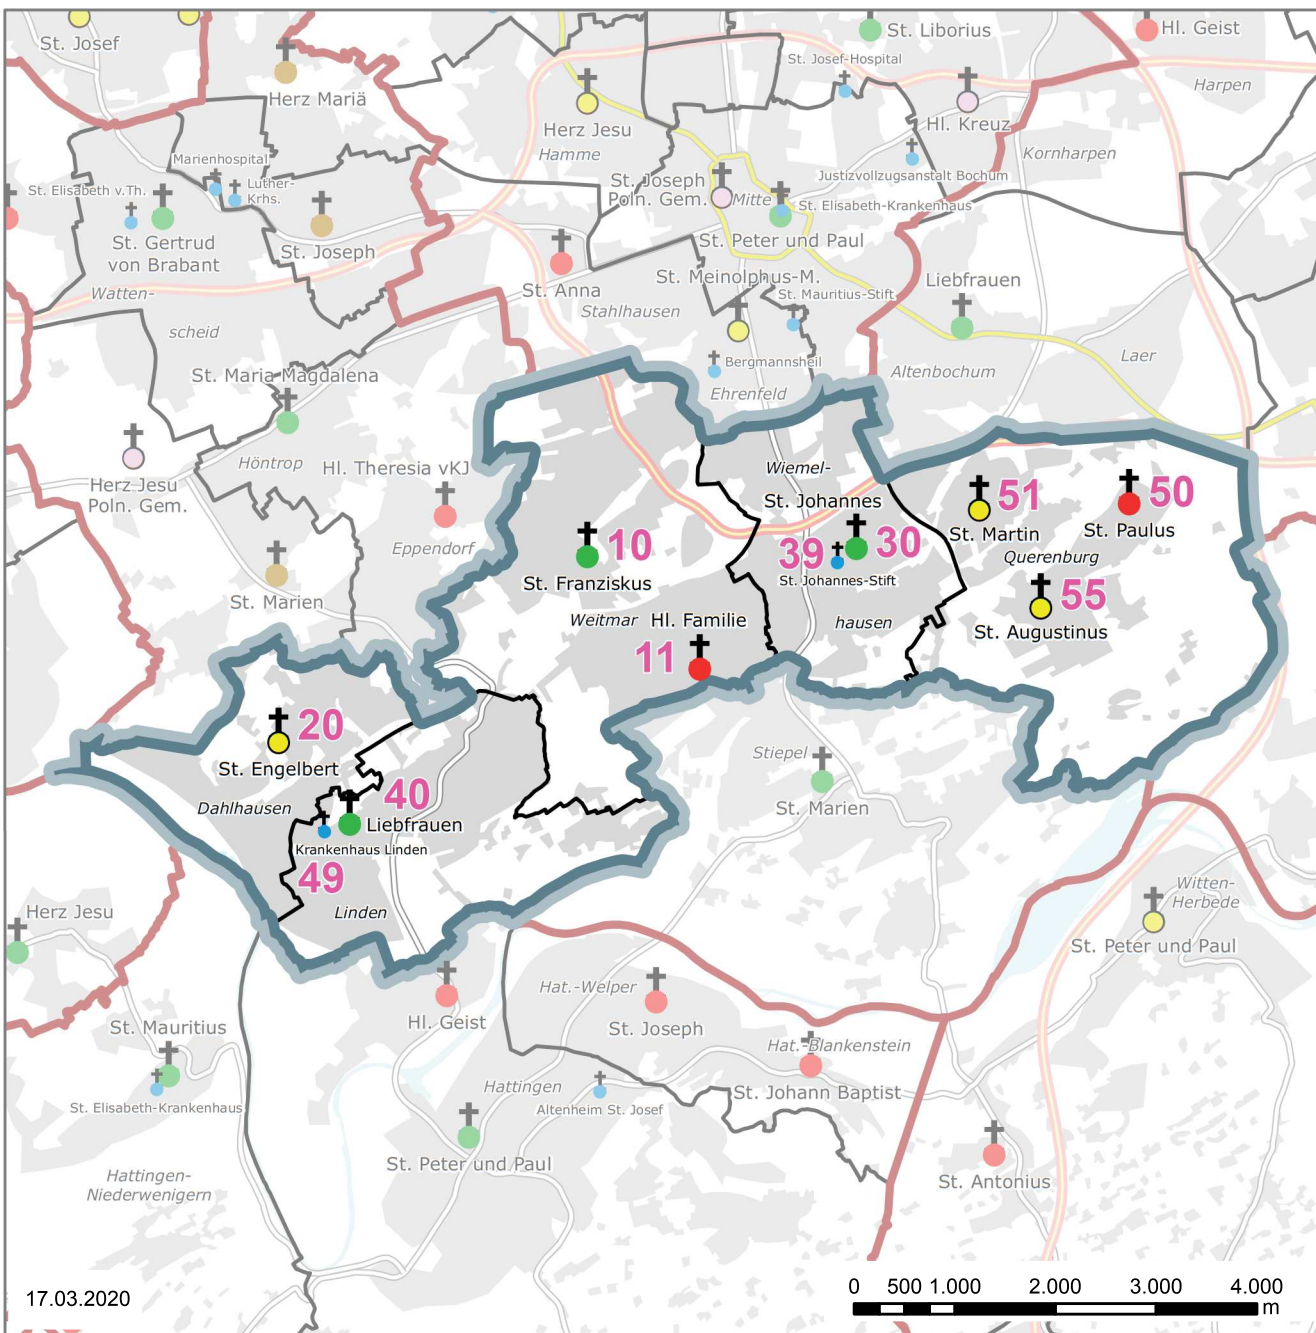 St. Josef
Herz Mariä
St. Liborius
Hl. Geist
St. Josef-Hospital
Harpen
Herz Jesu
Hamme
Hl. Kreuz
Kornharpen
Marienhospital
Luther-
Krhs.
St. Elisabeth v.Th.
St. Gertrud
von Brabant
St. Joseph
St. Joseph
Poln. Gem.
Mitte
Justizvollzugsanstalt Bochum
St. Elisabeth-Krankenhaus
St. Peter und Paul
Watten-
scheid
St. Anna
Stahlhausen
St. Meinolphus-M.
St. Mauritius-Stift
Liebfrauen
Laer
Altenbochum
Bergmannsheil
Ehrenfeld
St. Maria Magdalena
Höntrop
Herz Jesu
Poln. Gem.
Hl. Theresia vKJ
Eppendorf
St. Marien
Wiemel-
St. Johannes
30
39
St. Johannes-Stift
hausen
51
St. Martin
50
St. Paulus
Querenburg
55
St. Augustinus
10
St. Franziskus
Weitmar
Hl. Familie
11
20
St. Engelbert
Dahlhausen
40
Liebfrauen
Krankenhaus Linden
49
Linden
Stiepel
St. Marien
Witten-
Herbede
St. Peter und Paul
Herz Jesu
St. Mauritius
St. Elisabeth-Krankenhaus
Hl. Geist
Hat.-Welper
St. Joseph
Hat.-Blankenstein
St. Johann Baptist
Hattingen
Altenheim St. Josef
St. Peter und Paul
St. Antonius
Hattingen-
Niederwenigern
17.03.2020
0 500 1.000 2.000 3.000 4.000
m